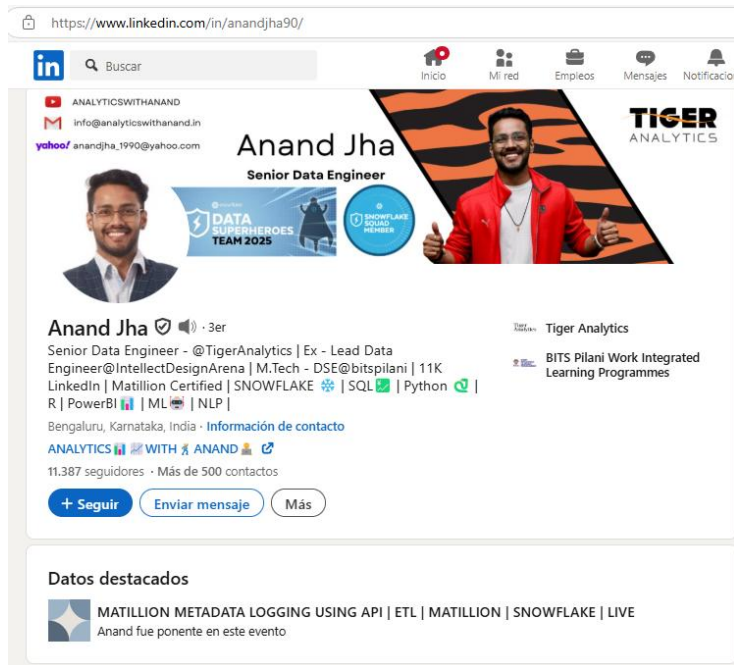 https://www.linkedin.com/in/anandjha90/
in
Buscar
Inicio
Mi red
Empleos
Mensajes
Notificacio
ANALYTICSWITHANAND
info@analyticswithanand.in
yahoo! anandjha_1990@yahoo.com
Anand Jha
Senior Data Engineer
TIGER
ANALYTICS
snowflake
DATA
SUPERHEROES
TEAM 2025
SNOWFLAKE
SQUAD
MEMBER
Anand Jha · 3er
Senior Data Engineer - @TigerAnalytics | Ex - Lead Data
Engineer@IntellectDesignArena | M.Tech - DSE@bitspilani | 11K
LinkedIn | Matillion Certified | SNOWFLAKE ❄️ | SQL💹 | Python |
R | PowerBI📊 | ML🤖 | NLP |
Bengaluru, Karnataka, India · Información de contacto
ANALYTICS📊 📈WITH ANAND
11.387 seguidores · Más de 500 contactos
+ Seguir
Enviar mensaje
Más
Tiger Analytics
BITS Pilani Work Integrated
Learning Programmes
Datos destacados
MATILLION METADATA LOGGING USING API | ETL | MATILLION | SNOWFLAKE | LIVE
Anand fue ponente en este evento